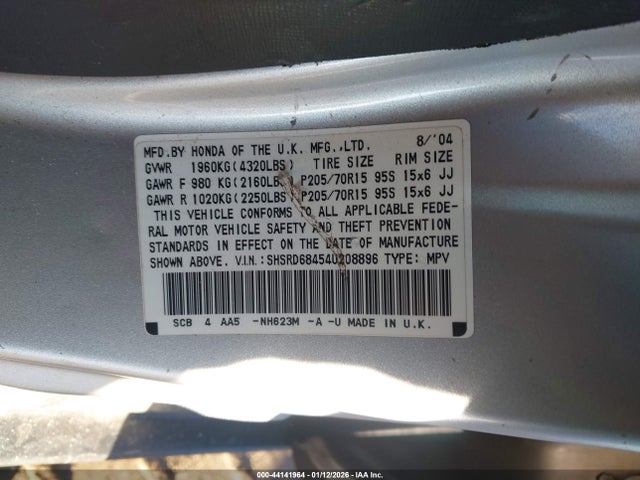 MFD.BY HONDA OF THE U.K. MFG.,LTD. 8/'04
GVWR 1960KG(4320LBS) TIRE SIZE RIM SIZE
GAWR F 980 KG(2160LBS) P205/70R15 95S 15x6 JJ
GAWR R 1020KG(2250LBS) P205/70R15 95S 15x6 JJ
THIS VEHICLE CONFORMS TO ALL APPLICABLE FEDE-
RAL MOTOR VEHICLE SAFETY AND THEFT PREVENTION
STANDARDS IN EFFECT ON THE DATE OF MANUFACTURE
SHOWN ABOVE. V.I.N.:SHSRD68454U208896 TYPE: MPV
SCB 4 AA5 -NH623M -A -U MADE IN U.K.
000-44141964 - 01/12/2026 - IAAI.com